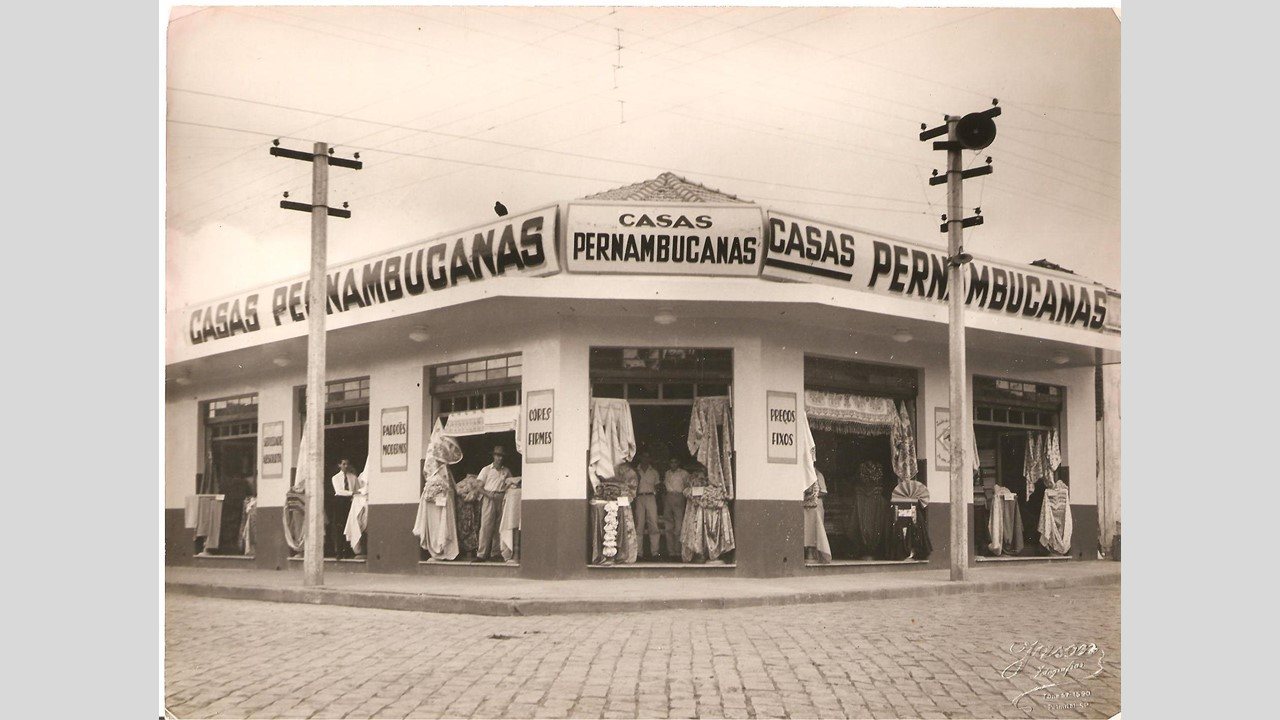 CASAS PERNAMBUCANAS
CASAS
PERNAMBUCANAS
CASAS PERNAMBUCANAS
PADRÕES
MODERNOS
CORES
FIRMES
PREÇOS
FIXOS